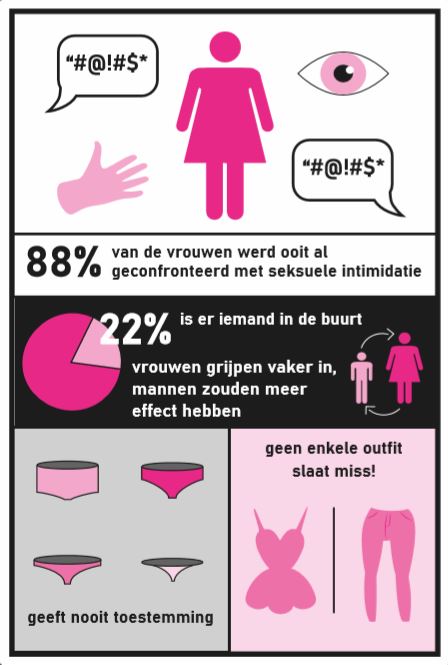 "#@!#$*
"#@!#$*
88% van de vrouwen werd ooit al
geconfronteerd met seksuele intimidatie
22% is er iemand in de buurt
vrouwen grijpen vaker in,
mannen zouden meer
effect hebben
geeft nooit toestemming
geen enkele outfit
slaat miss!